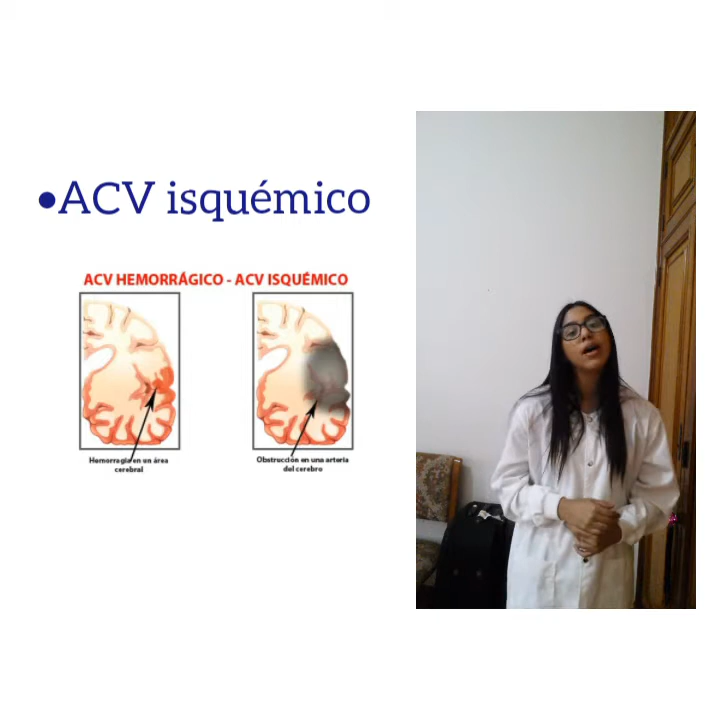 •ACV isquémico
ACV HEMORRÁGICO - ACV ISQUÉMICO
Hemorragia en un área
cerebral
Obstrucción en una arteria
del cerebro